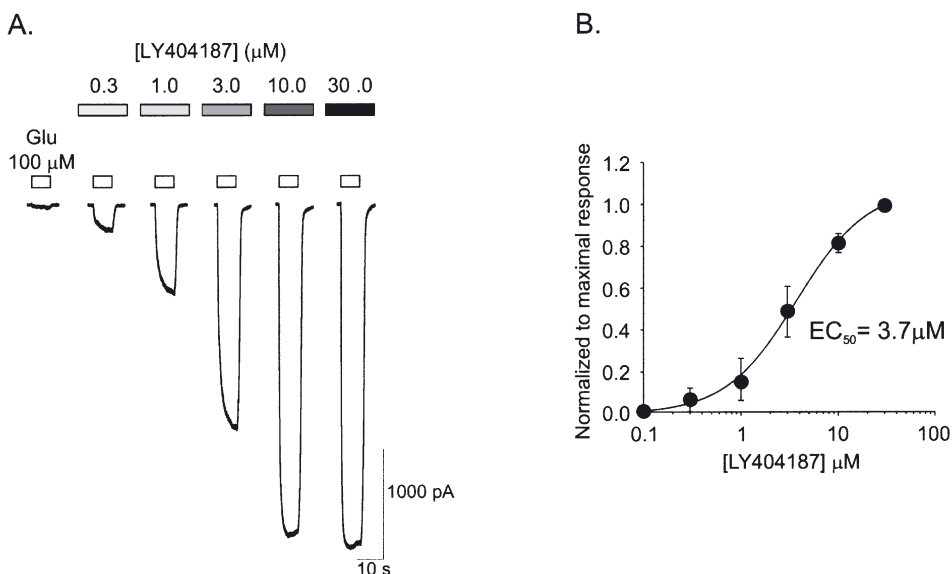 A.
[LY404187] (μM)
0.3 1.0 3.0 10.0 30 .0
Glu
100 μM
1000 pA
10 s
B.
Normalized to maximal response
1.2
1.0
0.8
0.6
0.4
0.2
0.0
EC50= 3.7μM
0.1 1 10 100
[LY404187] μM